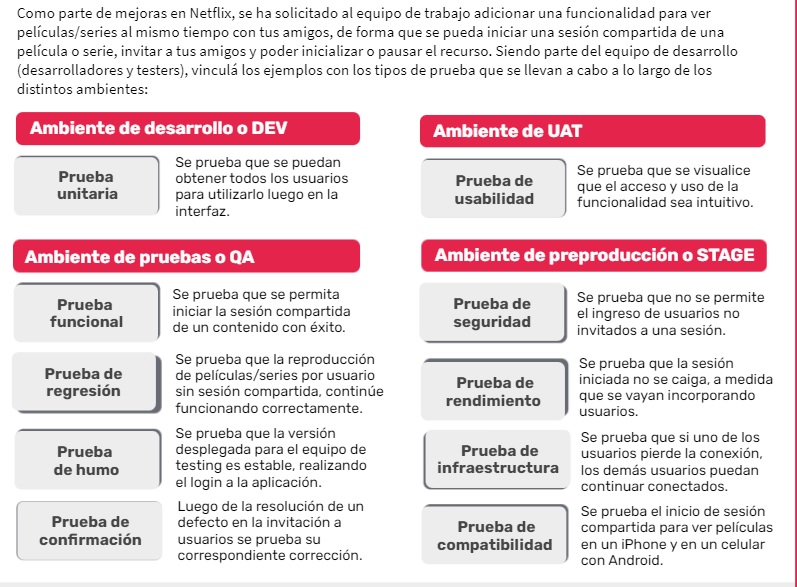 Como parte de mejoras en Netflix, se ha solicitado al equipo de trabajo adicionar una funcionalidad para ver
películas/series al mismo tiempo con tus amigos, de forma que se pueda iniciar una sesión compartida de una
película o serie, invitar a tus amigos y poder inicializar o pausar el recurso. Siendo parte del equipo de desarrollo
(desarrolladores y testers), vinculá los ejemplos con los tipos de prueba que se llevan a cabo a lo largo de los
distintos ambientes:
Ambiente de desarrollo o DEV
Prueba
unitaria
Se prueba que se puedan
obtener todos los usuarios
para utilizarlo luego en la
interfaz.
Ambiente de pruebas o QA
Prueba
funcional
Se prueba que se permita
iniciar la sesión compartida
de un contenido con éxito.
Prueba de
regresión
Se prueba que la reproducción
de películas/series por usuario
sin sesión compartida, continúe
funcionando correctamente.
Prueba
de humo
Se prueba que la versión
desplegada para el equipo de
testing es estable, realizando
el login a la aplicación.
Prueba de
confirmación
Luego de la resolución de un
defecto en la invitación a
usuarios se prueba su
correspondiente corrección.
Ambiente de UAT
Prueba de
usabilidad
Se prueba que se visualice
que el acceso y uso de la
funcionalidad sea intuitivo.
Ambiente de preproducción o STAGE
Prueba de
seguridad
Se prueba que no se permite
el ingreso de usuarios no
invitados a una sesión.
Prueba de
rendimiento
Se prueba que la sesión
iniciada no se caiga, a medida
que se vayan incorporando
usuarios.
Prueba de
infraestructura
Se prueba que si uno de los
usuarios pierde la conexión,
los demás usuarios puedan
continuar conectados.
Prueba de
compatibilidad
Se prueba el inicio de sesión
compartida para ver películas
en un iPhone y en un celular
con Android.